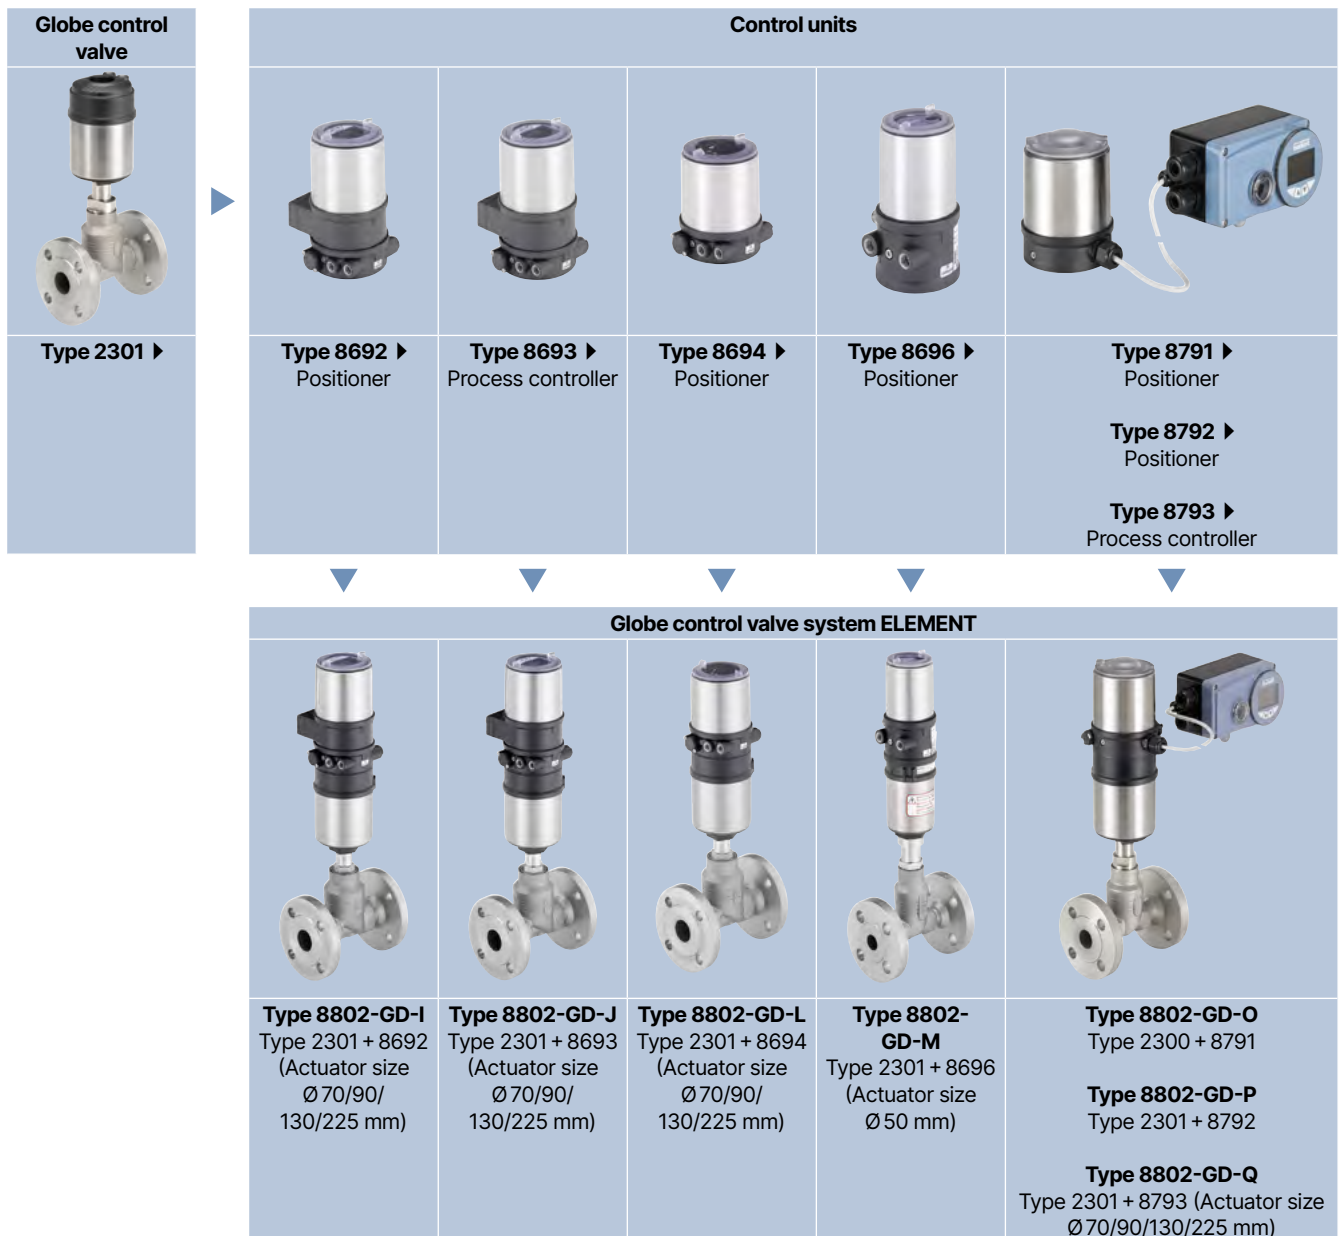 Globe control
valve
Control units
Type 2301
Type 8692
Positioner
Type 8693
Process controller
Type 8694
Positioner
Type 8696
Positioner
Type 8791
Positioner
Type 8792
Positioner
Type 8793
Process controller
Globe control valve system ELEMENT
Type 8802-GD-I
Type 2301 + 8692
(Actuator size
Ø 70/90/
130/225 mm)
Type 8802-GD-J
Type 2301 + 8693
(Actuator size
Ø 70/90/
130/225 mm)
Type 8802-GD-L
Type 2301 + 8694
(Actuator size
Ø 70/90/
130/225 mm)
Type 8802-
GD-M
Type 2301 + 8696
(Actuator size
Ø 50 mm)
Type 8802-GD-O
Type 2300 + 8791
Type 8802-GD-P
Type 2301 + 8792
Type 8802-GD-Q
Type 2301 + 8793 (Actuator size
Ø 70/90/130/225 mm)